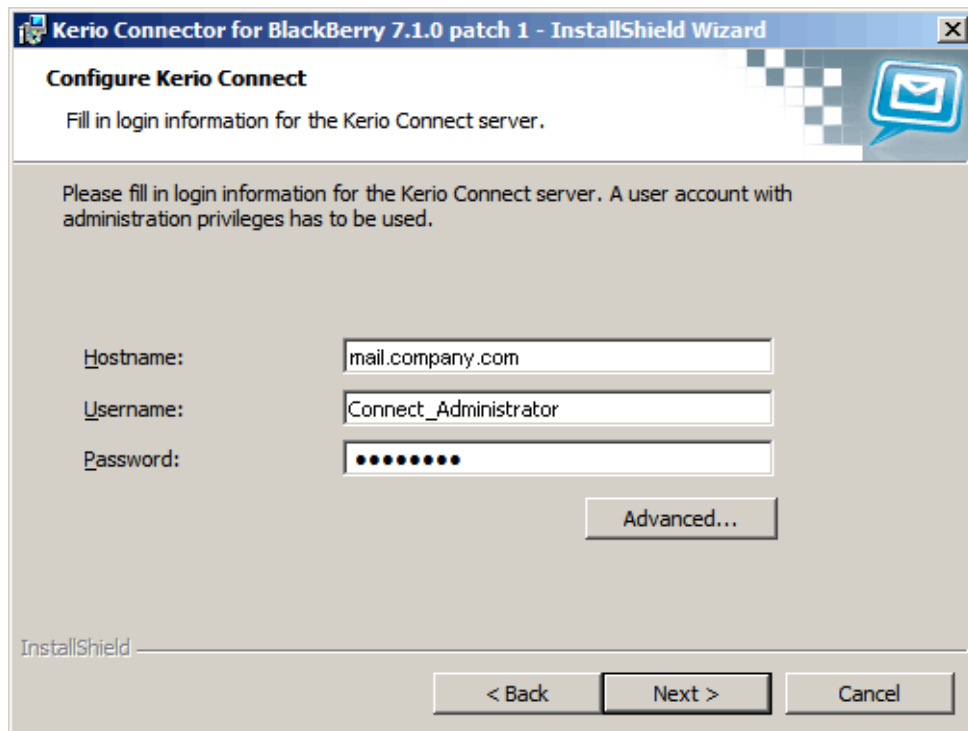 Kerio Connector for BlackBerry 7.1.0 patch 1 - InstallShield Wizard
Configure Kerio Connect
Fill in login information for the Kerio Connect server.
Please fill in login information for the Kerio Connect server. A user account with
administration privileges has to be used.
Hostname:
mail.company.com
Username:
Connect_Administrator
Password:
••••••••
Advanced...
InstallShield
< Back
Next >
Cancel